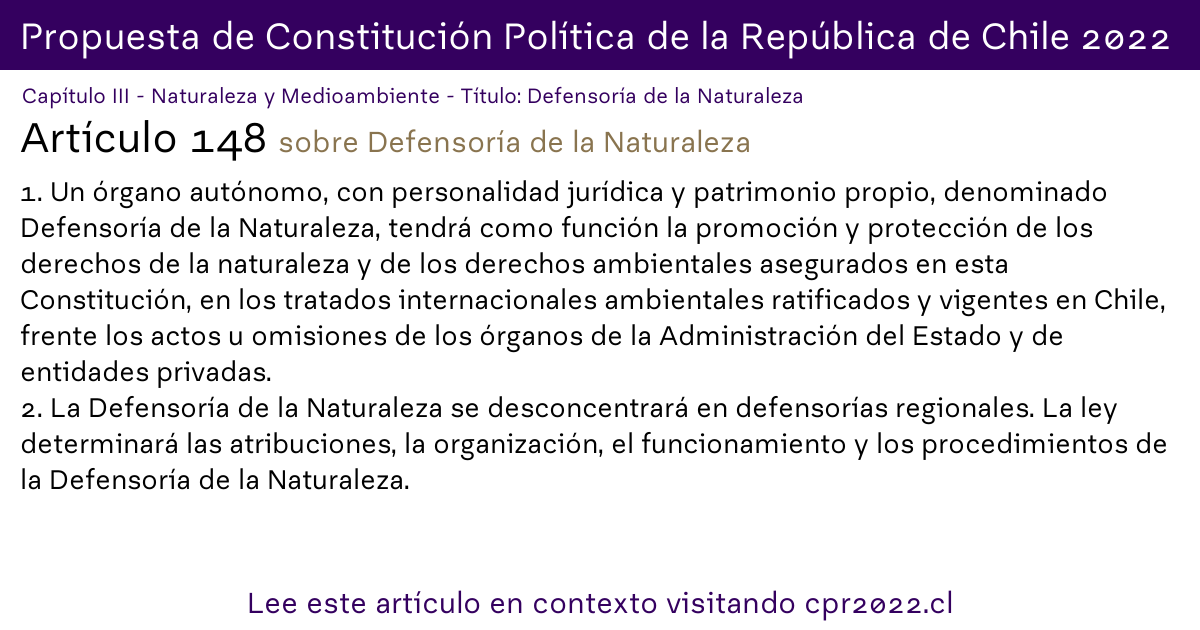 Propuesta de Constitución Política de la República de Chile 2022
Capítulo III - Naturaleza y Medioambiente - Título: Defensoría de la Naturaleza
Artículo 148 sobre Defensoría de la Naturaleza
1. Un órgano autónomo, con personalidad jurídica y patrimonio propio, denominado
Defensoría de la Naturaleza, tendrá como función la promoción y protección de los
derechos de la naturaleza y de los derechos ambientales asegurados en esta
Constitución, en los tratados internacionales ambientales ratificados y vigentes en Chile,
frente los actos u omisiones de los órganos de la Administración del Estado y de
entidades privadas.
2. La Defensoría de la Naturaleza se desconcentrará en defensorías regionales. La ley
determinará las atribuciones, la organización, el funcionamiento y los procedimientos de
la Defensoría de la Naturaleza.
Lee este artículo en contexto visitando cpr2022.cl